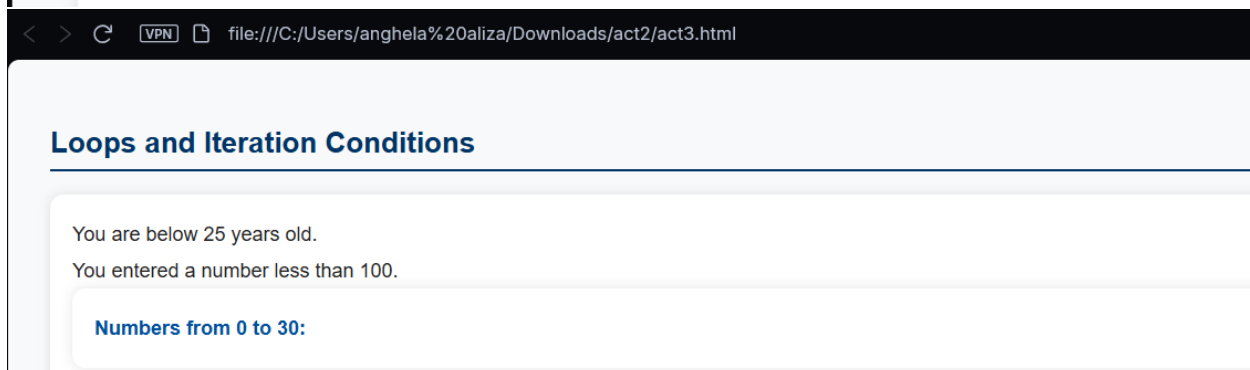 VPN file:///C:/Users/anghela%20aliza/Downloads/act2/act3.html
Loops and Iteration Conditions
You are below 25 years old.
You entered a number less than 100.
Numbers from 0 to 30: